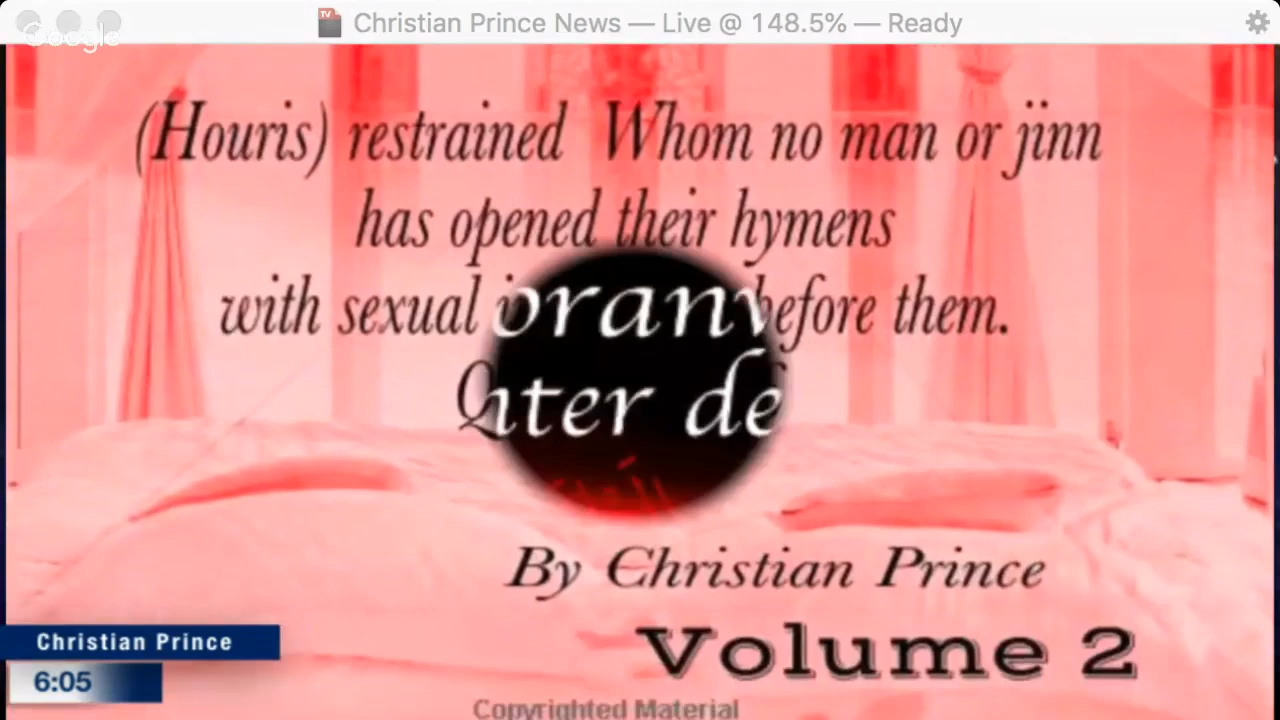 Christian Prince News — Live @ 148.5% — Ready
Google
(Houris) restrained Whom no man or jinn
has opened their hymens
with sexual before them.
By Christian Prince
Volume 2
Christian Prince
6:05
Copyrighted Material